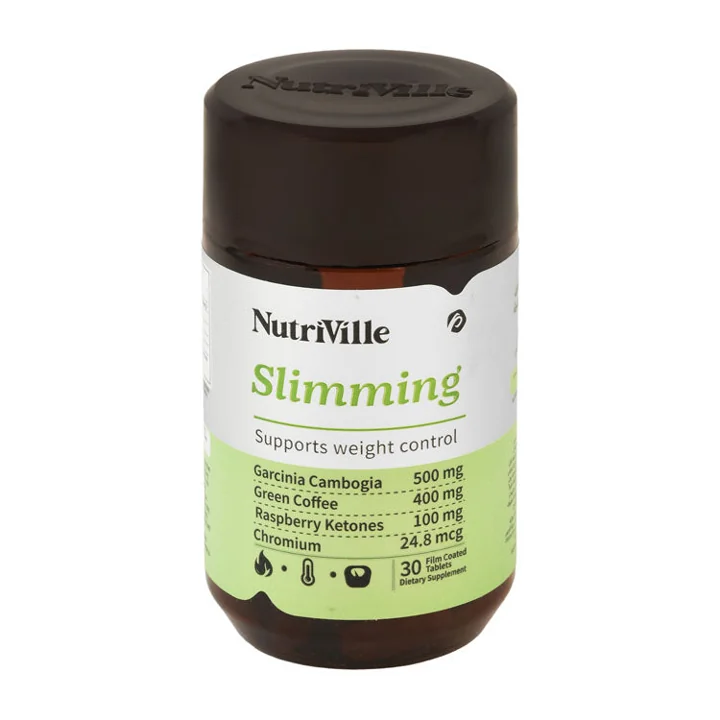 NutriVille
NutriVille
Slimming
Supports weight control
Garcinia Cambogia 500 mg
Green Coffee 400 mg
Raspberry Ketones 100 mg
Chromium 24.8 mcg
30 Film Coated
Tablets
Dietary Supplement